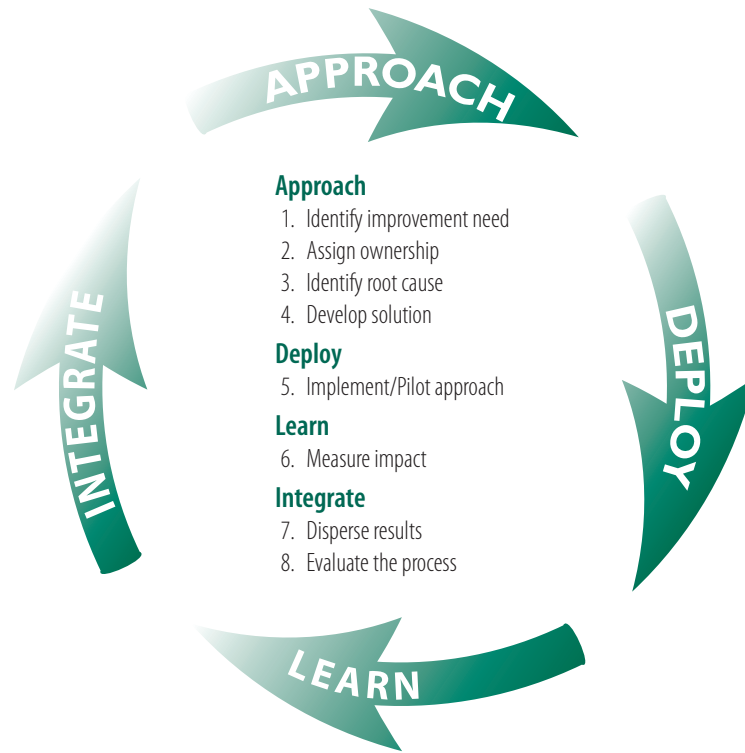 APPROACH
Approach
1. Identify improvement need
2. Assign ownership
3. Identify root cause
4. Develop solution
Deploy
5. Implement/Pilot approach
Learn
6. Measure impact
Integrate
7. Disperse results
8. Evaluate the process
DEPLOY
LEARN
INTEGRATE